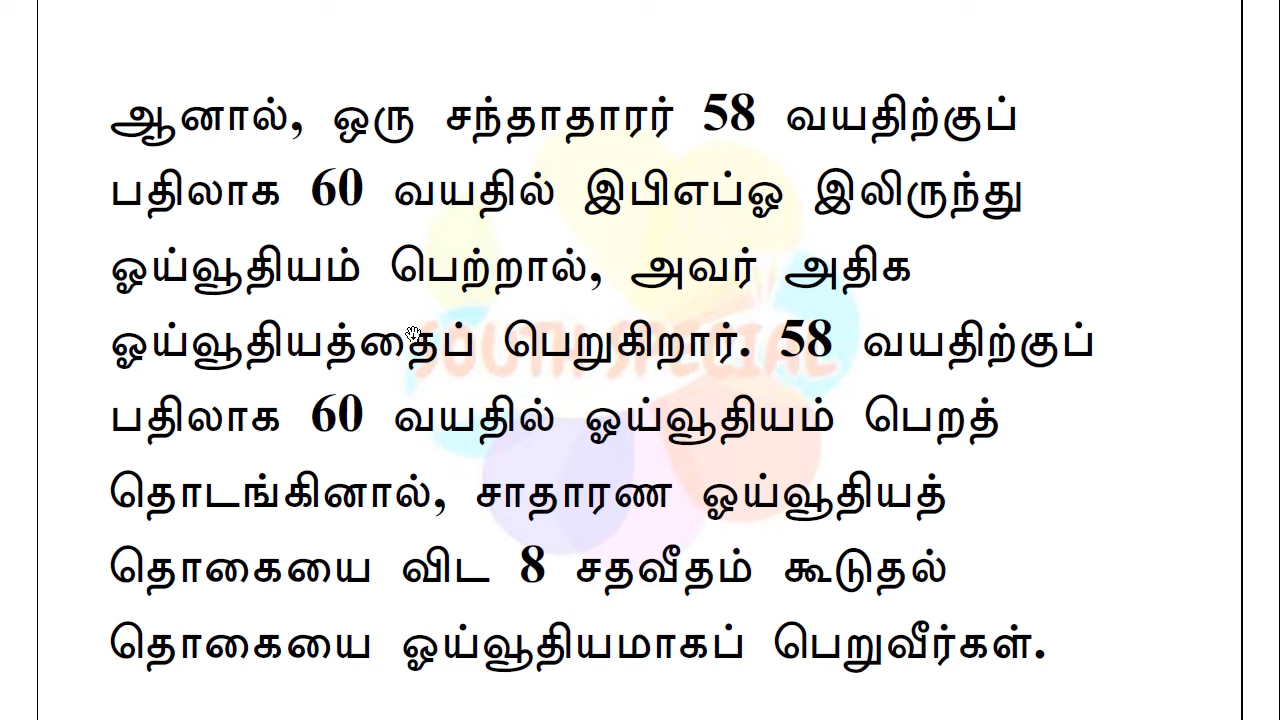 ஆனால், ஒரு சந்தாதாரர் 58 வயதிற்குப்
பதிலாக 60 வயதில் இபிஎப்ஓ இலிருந்து
ஓய்வூதியம் பெற்றால், அவர் அதிக
ஓய்வூதியத்தைப் பெறுகிறார். 58 வயதிற்குப்
SOUTH SPECIAL
பதிலாக 60 வயதில் ஓய்வூதியம் பெறத்
தொடங்கினால், சாதாரண ஓய்வூதியத்
தொகையை விட 8 சதவீதம் கூடுதல்
தொகையை ஓய்வூதியமாகப் பெறுவீர்கள்.